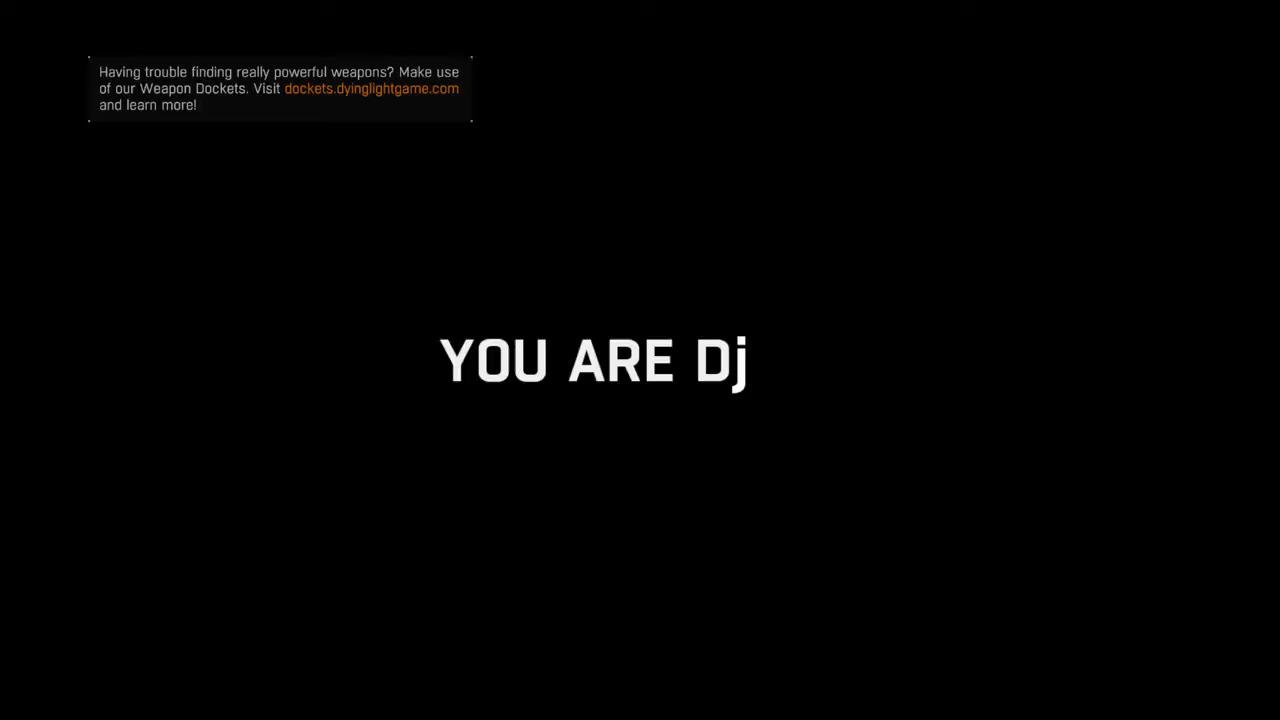 Having trouble finding really powerful weapons? Make use
of our Weapon Dockets. Visit dockets.dyinglightgame.com
and learn more!
YOU ARE Dj